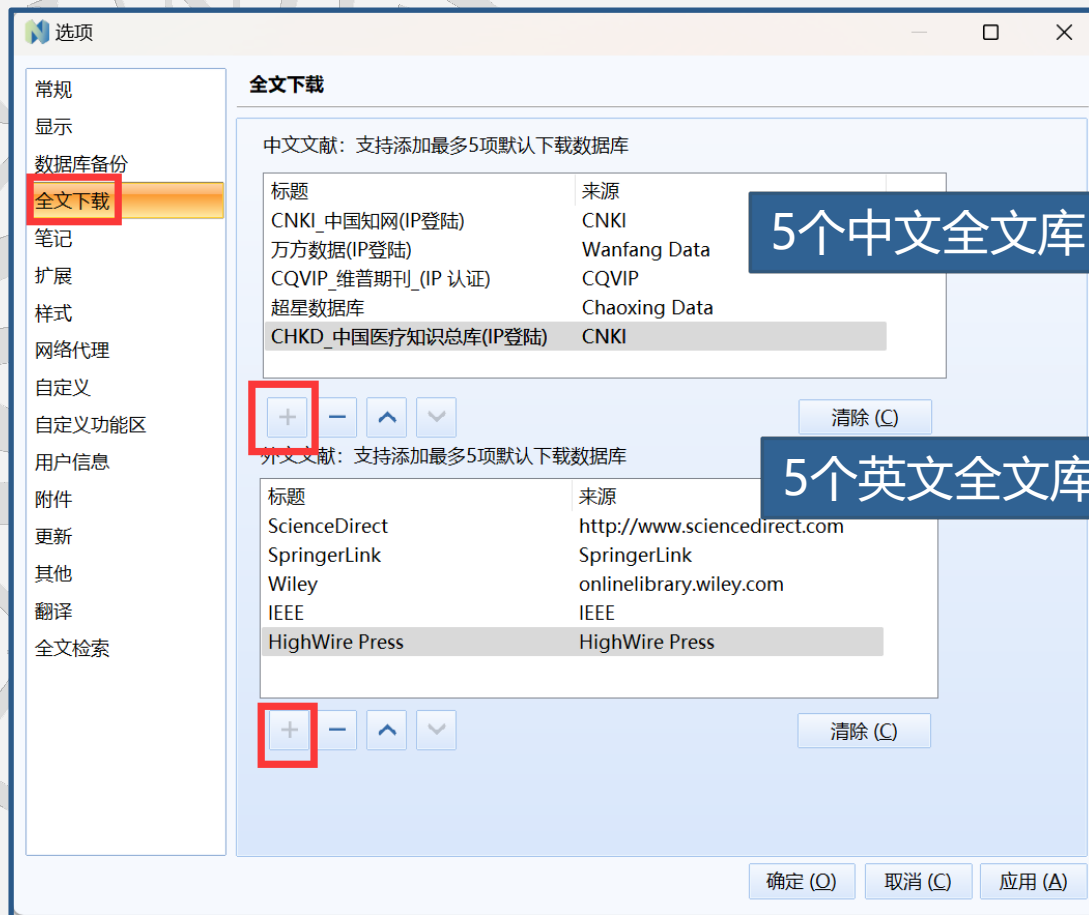 选项
常规
显示
数据库备份
全文下载
笔记
扩展
样式
网络代理
自定义
自定义功能区
用户信息
附件
更新
其他
翻译
全文检索
全文下载
中文文献：支持添加最多5项默认下载数据库
标题 来源
CNKI_中国知网(IP登陆) CNKI
万方数据(IP登陆) Wanfang Data
CQVIP_维普期刊_(IP 认证) CQVIP
超星数据库 Chaoxing Data
CHKD_中国医疗知识总库(IP登陆) CNKI
5个中文全文库
清除 (C)
外文文献：支持添加最多5项默认下载数据库
标题 来源
ScienceDirect http://www.sciencedirect.com
SpringerLink SpringerLink
Wiley onlinelibrary.wiley.com
IEEE IEEE
HighWire Press HighWire Press
5个英文全文库
清除 (C)
确定 (O) 取消 (C) 应用 (A)